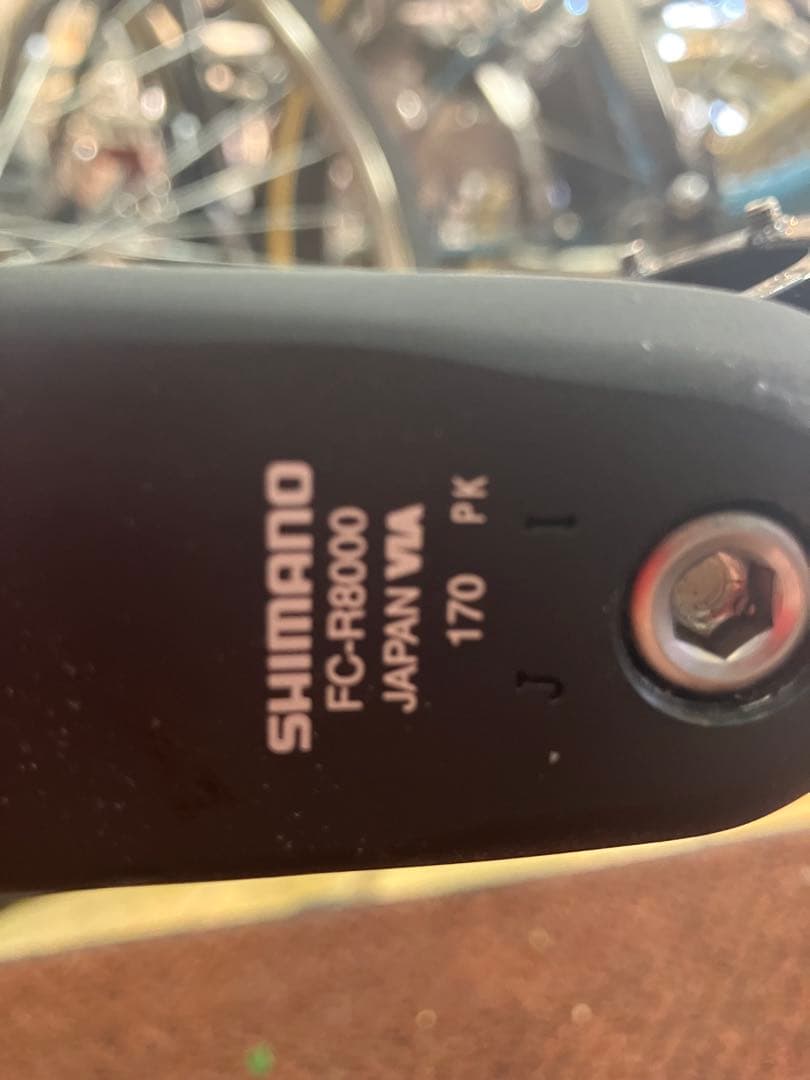 SHIMANO
FC-R8000
JAPAN VIA
170 PK
J I